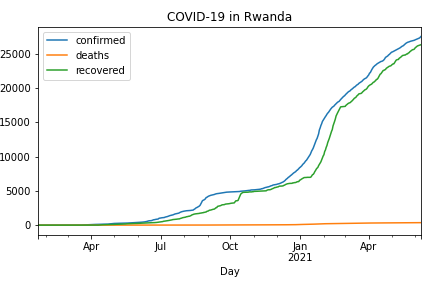 COVID-19 in Rwanda
confirmed
deaths
recovered
25000
20000
15000
10000
5000
0
Apr Jul Oct Jan Apr
2021
Day